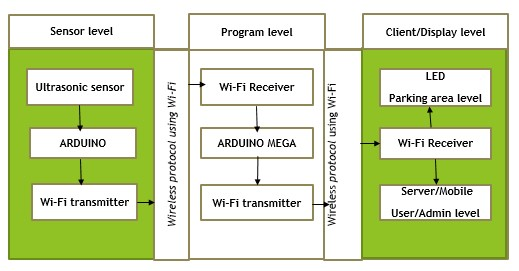 Sensor level
Program level
Client/Display level
Ultrasonic sensor
ARDUINO
Wi-Fi transmitter
Wireless protocol using Wi-Fi
Wi-Fi Receiver
ARDUINO MEGA
Wi-Fi transmitter
Wireless protocol using Wi-Fi
LED
Parking area level
Wi-Fi Receiver
Server/Mobile
User/Admin level